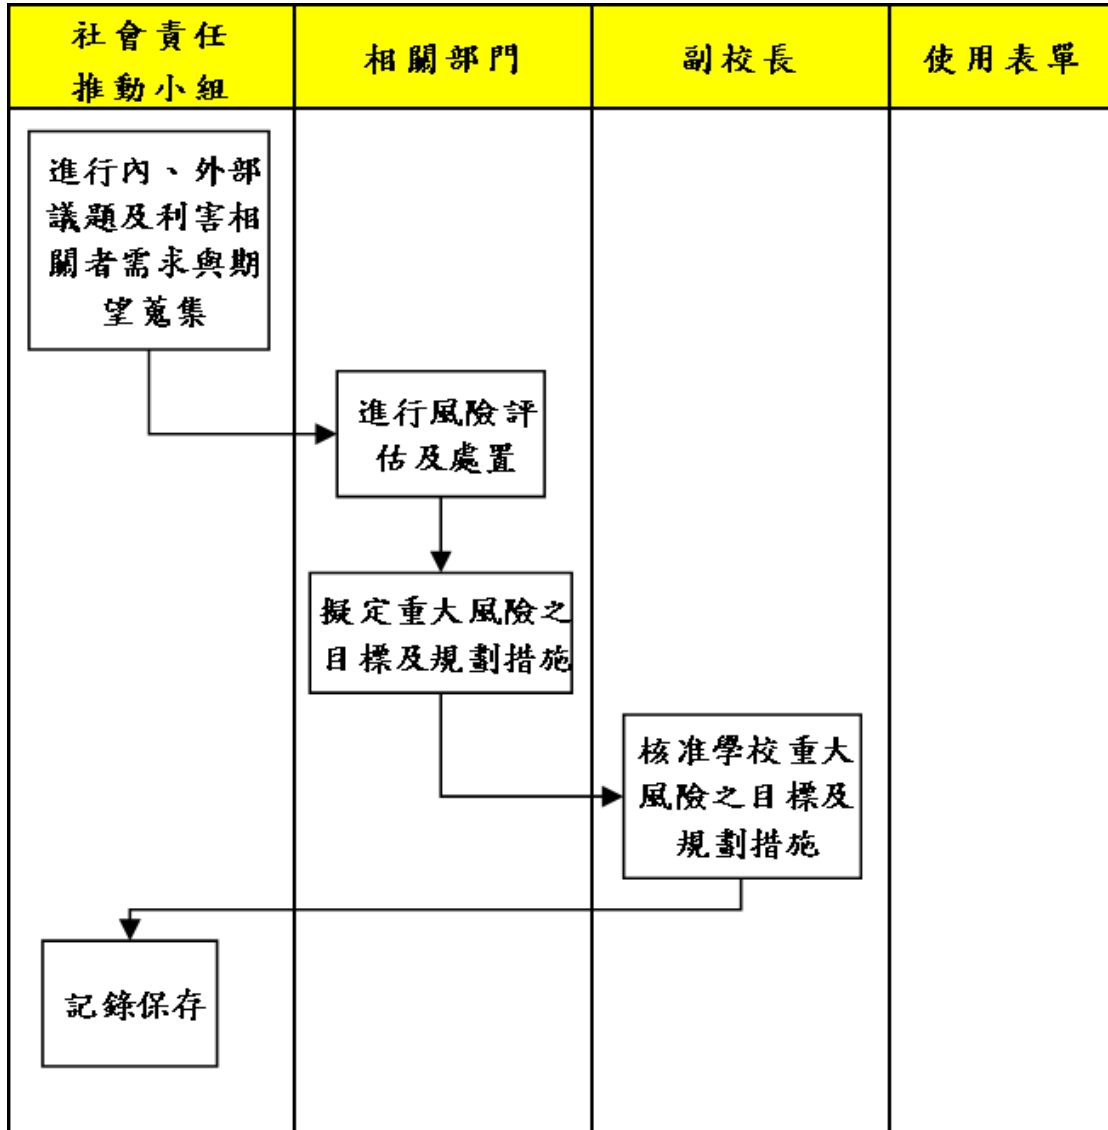 社會責任
推動小組
相關部門
副校長
使用表單
進行內、外部
議題及利害相
關者需求與期
望蒐集
進行風險評
估及處置
擬定重大風險之
目標及規劃措施
核准學校重大
風險之目標及
規劃措施
記錄保存